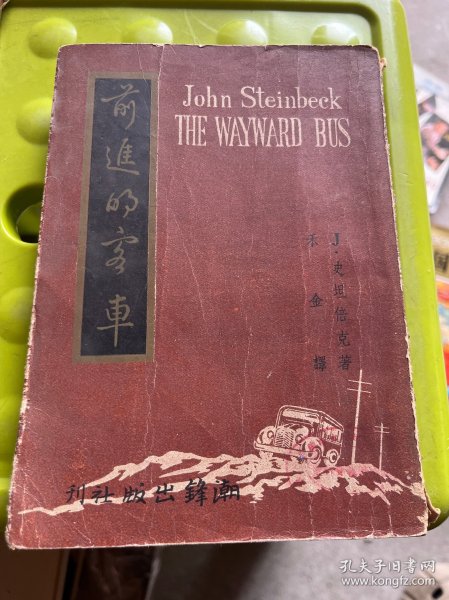 前進的客車
John Steinbeck
THE WAYWARD BUS
J·史坦倍克著
禾金譯
潮鋒出版社刊
孔夫子旧书网
www.kongfz.com